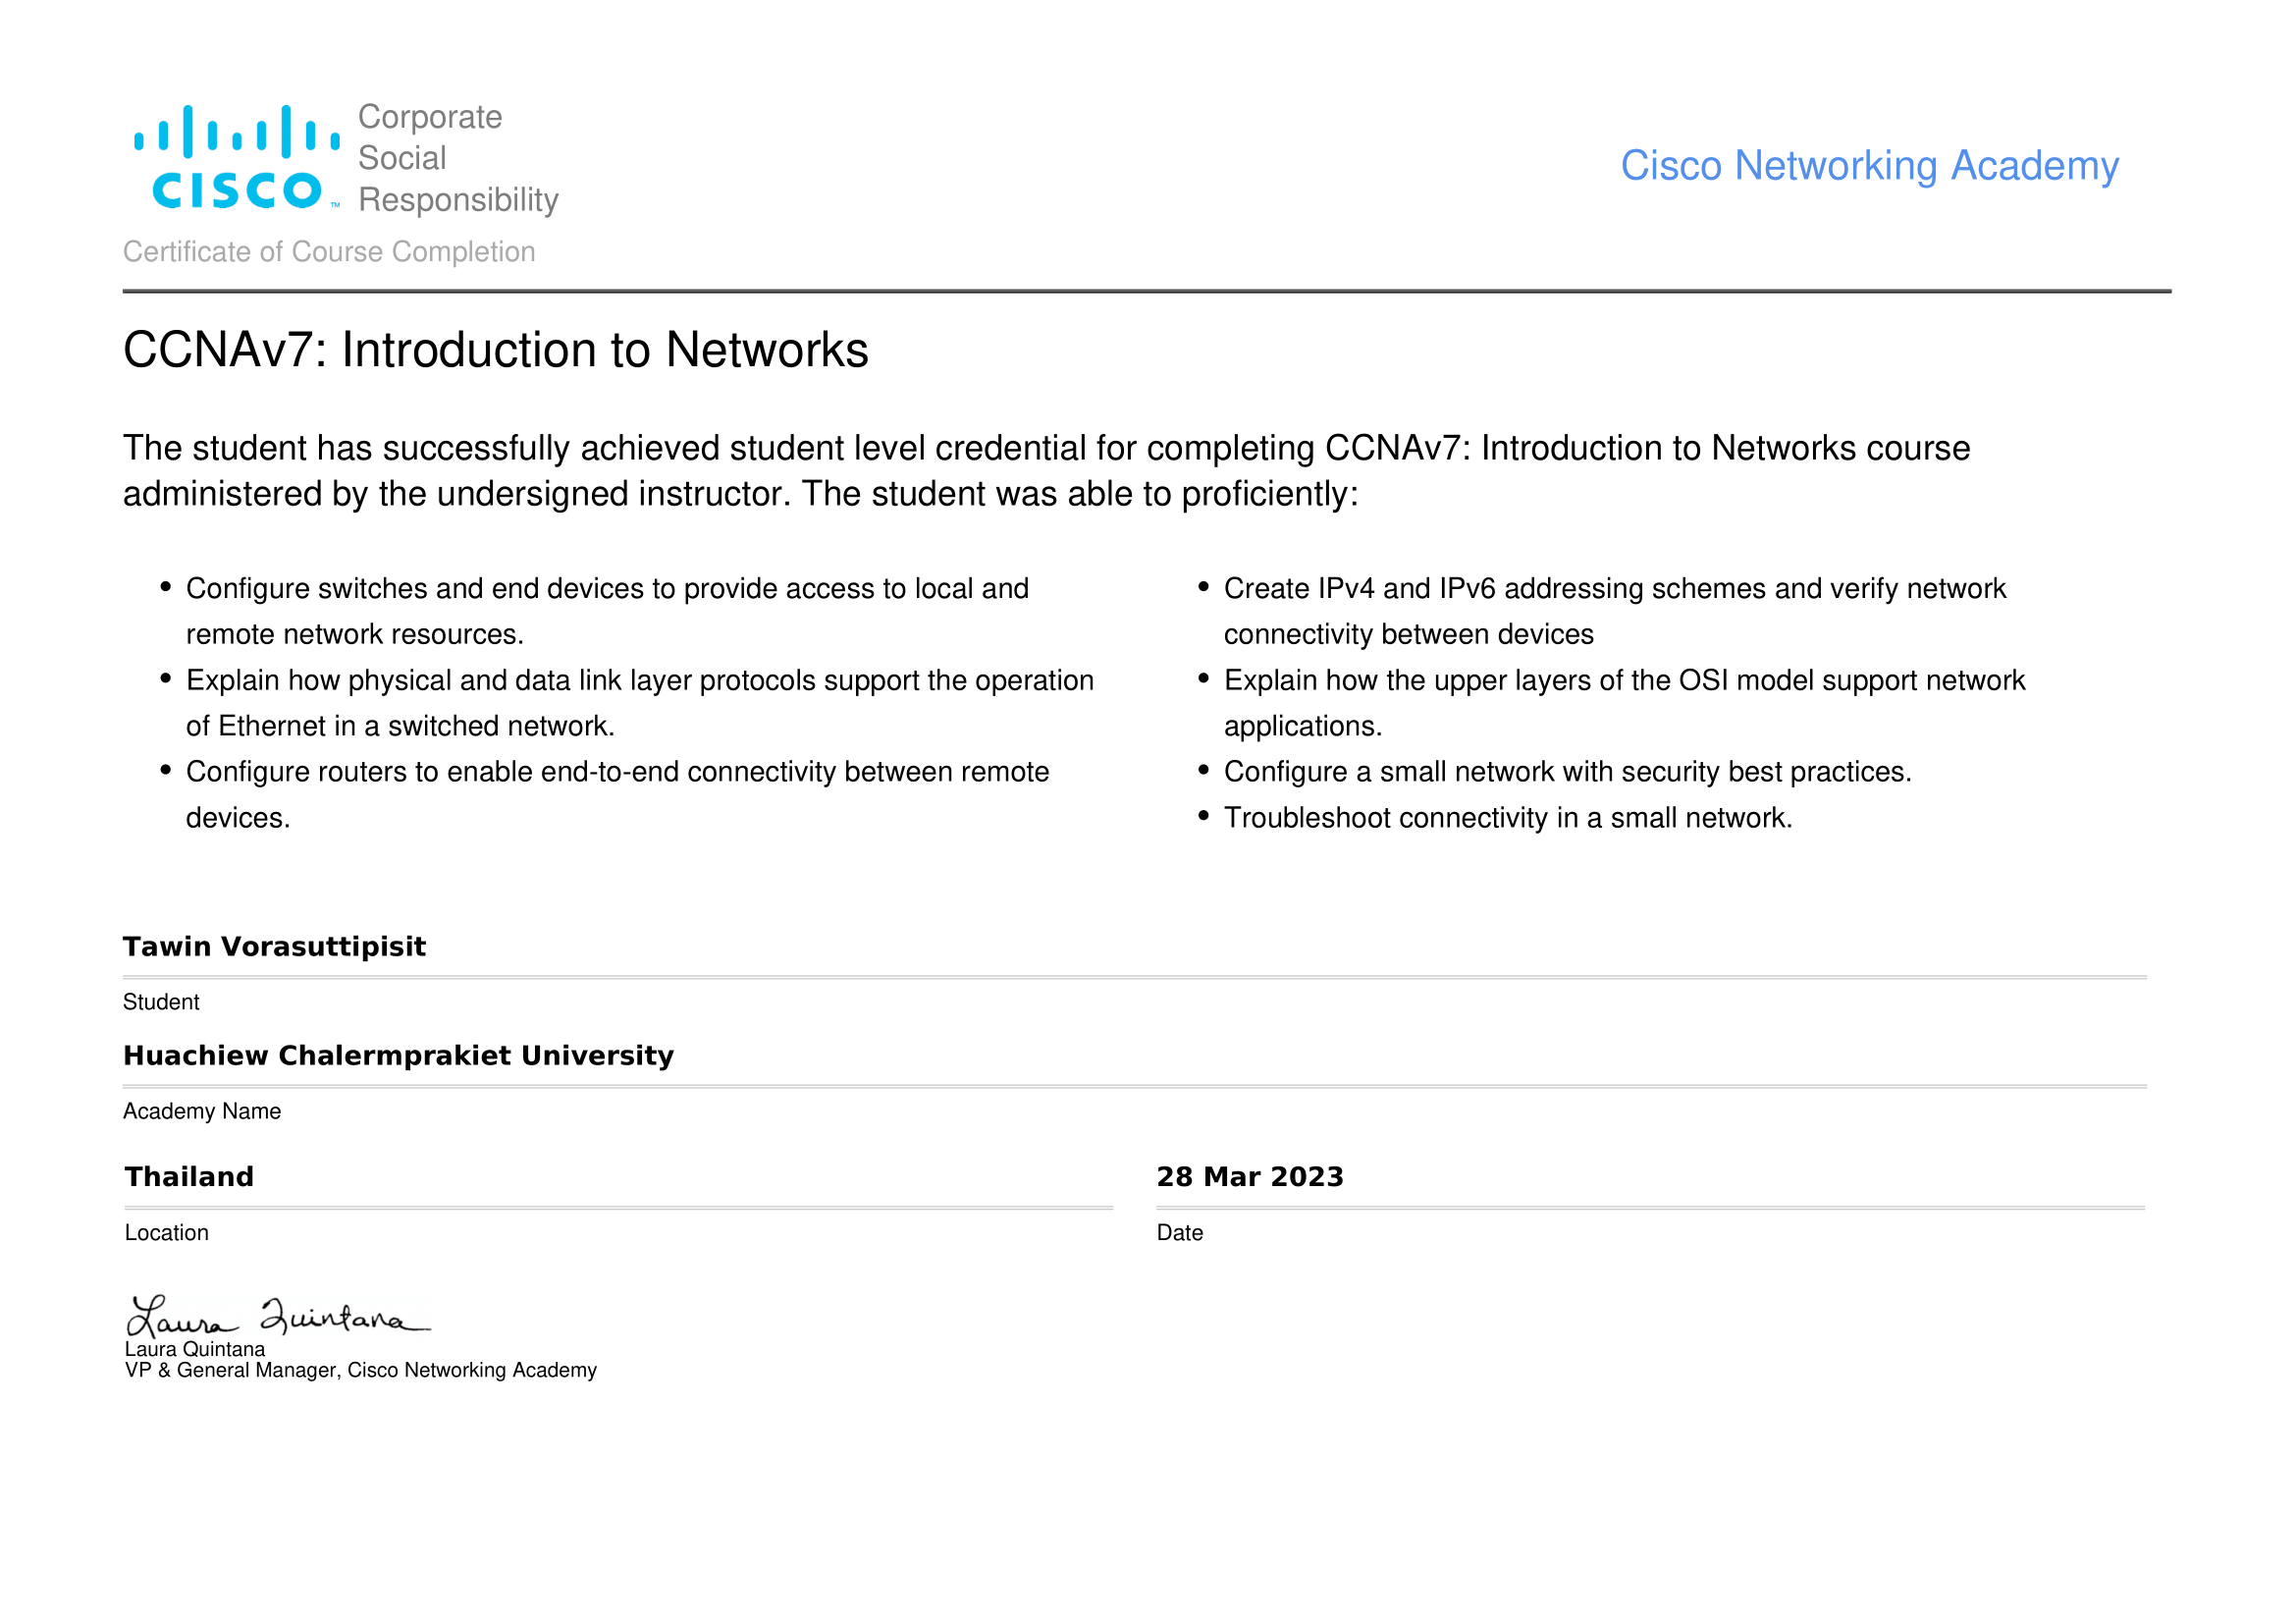 CISCO™
Corporate
Social
Responsibility
Cisco Networking Academy
Certificate of Course Completion
CCNAv7: Introduction to Networks
The student has successfully achieved student level credential for completing CCNAv7: Introduction to Networks course
administered by the undersigned instructor. The student was able to proficiently:
• Configure switches and end devices to provide access to local and
remote network resources.
• Explain how physical and data link layer protocols support the operation
of Ethernet in a switched network.
• Configure routers to enable end-to-end connectivity between remote
devices.
• Create IPv4 and IPv6 addressing schemes and verify network
connectivity between devices
• Explain how the upper layers of the OSI model support network
applications.
• Configure a small network with security best practices.
• Troubleshoot connectivity in a small network.
Tawin Vorasuttipisit
Student
Huachiew Chalermprakiet University
Academy Name
Thailand
Location
28 Mar 2023
Date
Laura Quintana
Laura Quintana
VP & General Manager, Cisco Networking Academy